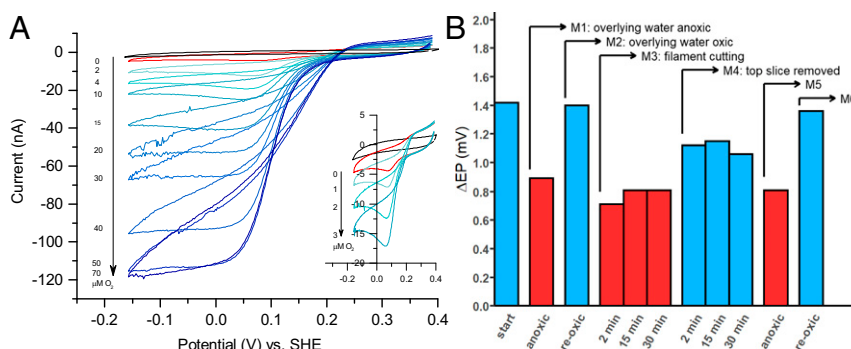 A
Current (nA)
0
-20
-40
-60
-80
-100
-120
0
2
4
10
15
20
30
40
50
70
μM O2
-0.2
-0.1
0.0
0.1
0.2
0.3
0.4
Potential (V) vs. SHE
5
0
-5
-10
-15
-20
0
1
2
3
μM O2
-0.2
0.0
0.2
0.4
B
ΔEP (mV)
2.0
1.8
1.6
1.4
1.2
1.0
0.8
0.6
0.4
0.2
0.0
M1: overlying water anoxic
M2: overlying water oxic
M3: filament cutting
M4: top slice removed
M5
start
anoxic
re-oxic
2 min
15 min
30 min
2 min
15 min
30 min
anoxic
re-oxic